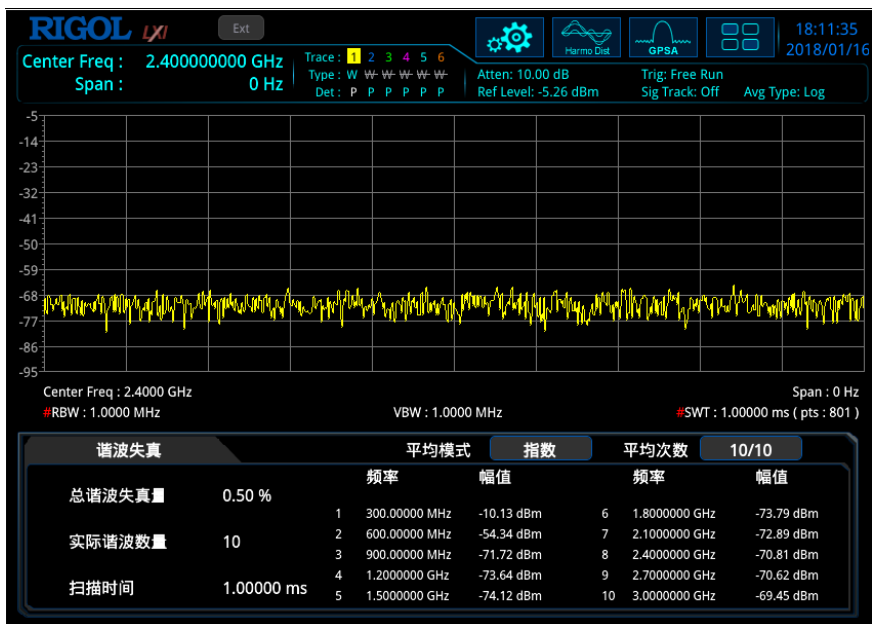 RIGOL LXI Ext Harmo Dist GPSA 18:11:35
2018/01/16
Center Freq : 2.400000000 GHz
Span : 0 Hz
Trace : 1 2 3 4 5 6
Type : W W W W W W
Det : P P P P P P
Atten: 10.00 dB Trig: Free Run
Ref Level: -5.26 dBm Sig Track: Off Avg Type: Log
-5
-14
-23
-32
-41
-50
-59
-68
-77
-86
-95
Center Freq : 2.4000 GHz Span : 0 Hz
#RBW : 1.0000 MHz VBW : 1.0000 MHz #SWT : 1.00000 ms ( pts : 801 )
谐波失真 平均模式 指数 平均次数 10/10
频率 幅值 频率 幅值
总谐波失真量 0.50 %
1 300.00000 MHz -10.13 dBm 6 1.8000000 GHz -73.79 dBm
2 600.00000 MHz -54.34 dBm 7 2.1000000 GHz -72.89 dBm
实际谐波数量 10
3 900.00000 MHz -71.72 dBm 8 2.4000000 GHz -70.81 dBm
4 1.2000000 GHz -73.64 dBm 9 2.7000000 GHz -70.62 dBm
扫描时间 1.00000 ms
5 1.5000000 GHz -74.12 dBm 10 3.0000000 GHz -69.45 dBm